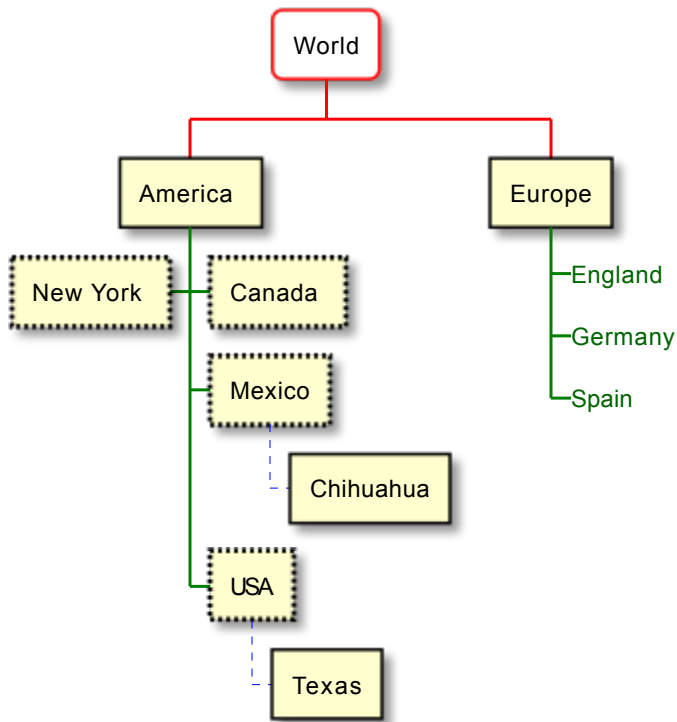 World
America
Europe
New York
Canada
England
Germany
Mexico
Spain
Chihuahua
USA
Texas